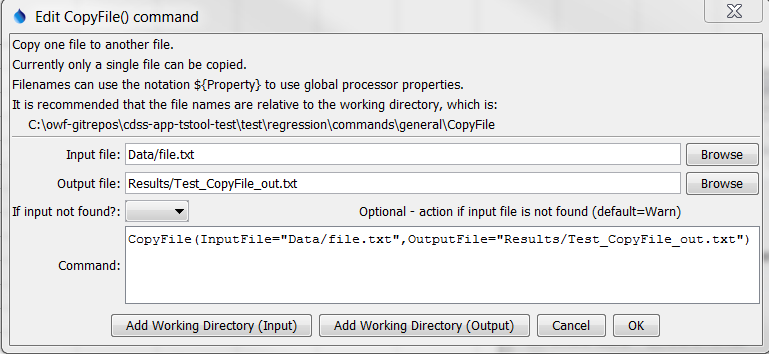 Edit CopyFile() command
Copy one file to another file.
Currently only a single file can be copied.
Filenames can use the notation ${Property} to use global processor properties.
It is recommended that the file names are relative to the working directory, which is:
C:\owf-gitrepos\cdss-app-tstool-test\test\regression\commands\general\CopyFile
Input file: Data/file.txt Browse
Output file: Results/Test_CopyFile_out.txt Browse
If input not found?: Optional - action if input file is not found (default=Warn)
Command: CopyFile(InputFile="Data/file.txt",OutputFile="Results/Test_CopyFile_out.txt")
Add Working Directory (Input) Add Working Directory (Output) Cancel OK